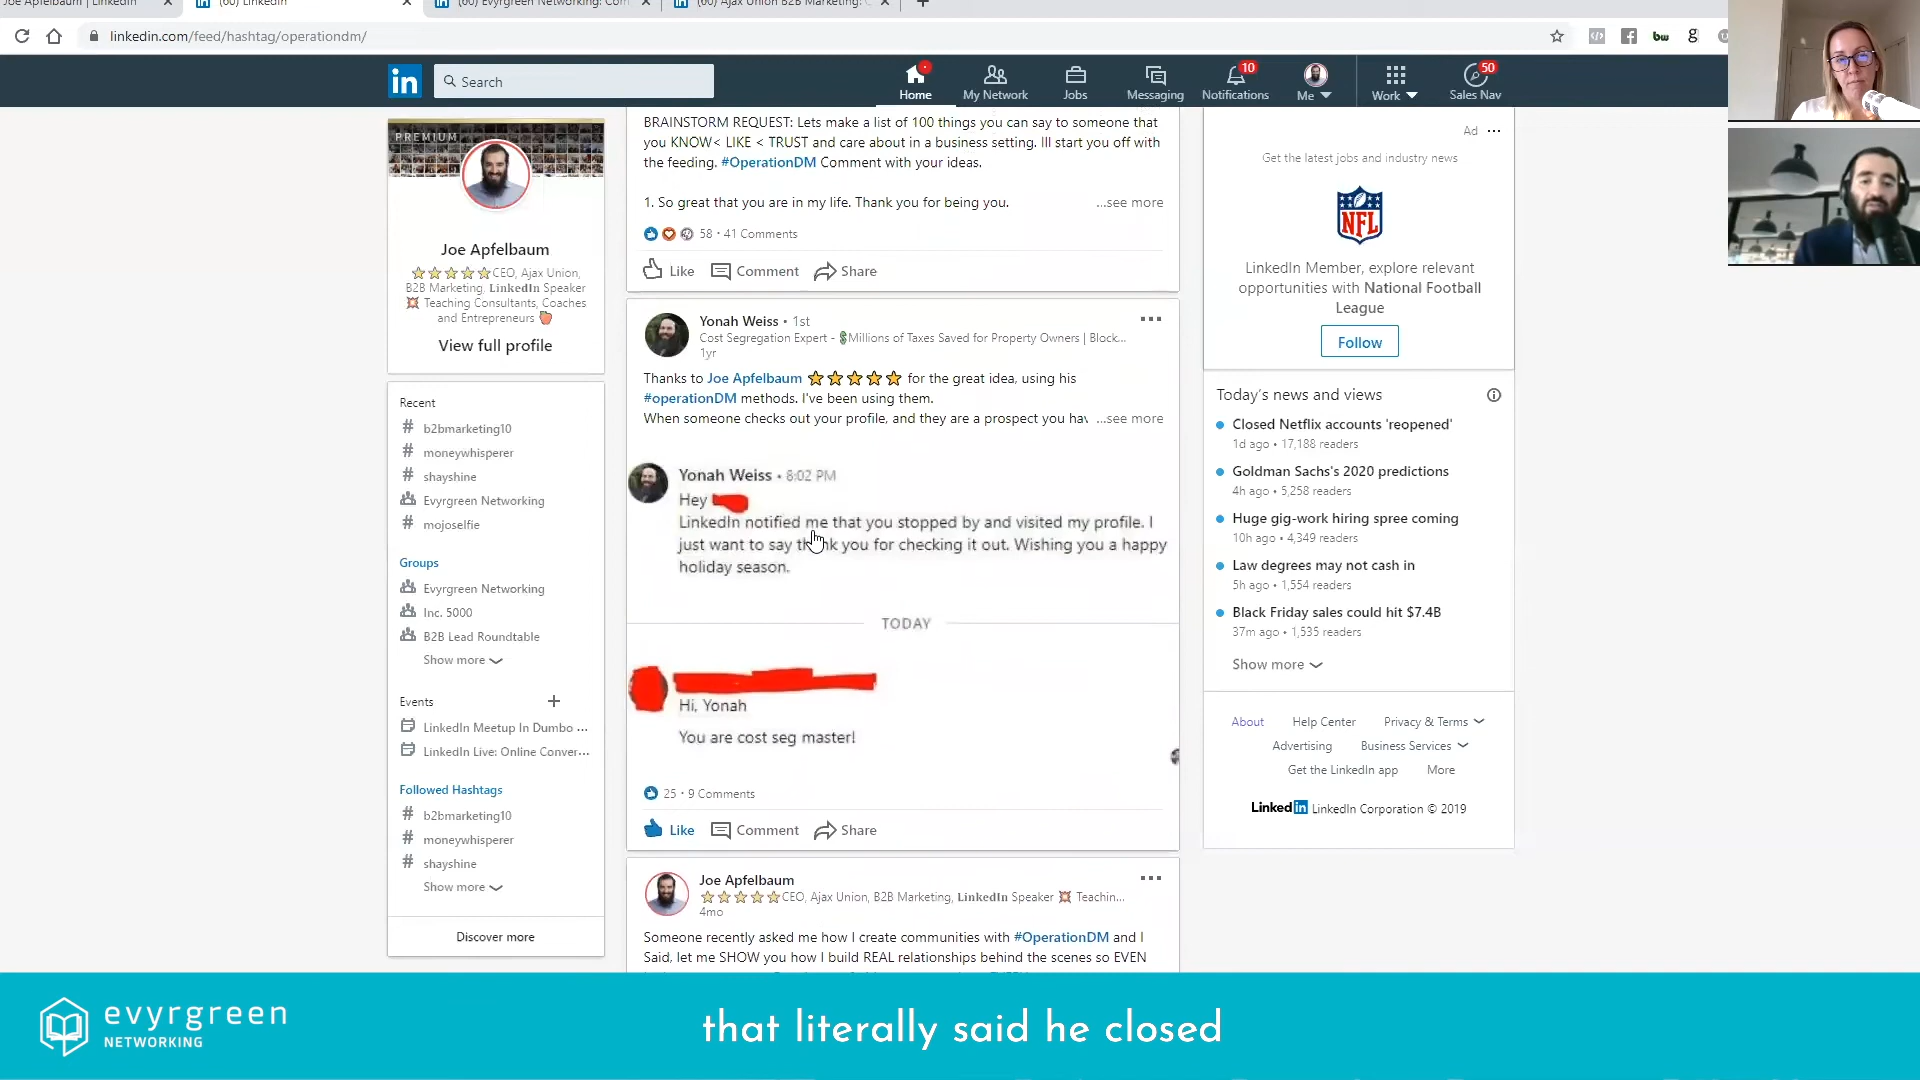 Joe Apfelbaum | LinkedIn
(60) LinkedIn
(60) Evyrgreen Networking: Com
(60) Ajax Union B2B Marketing:
linkedin.com/feed/hashtag/operationdm/
Search
Home
My Network
Jobs
Messaging
10
Notifications
Me
Work
50
Sales Nav
PREMIUM
Joe Apfelbaum
CEO, Ajax Union,
B2B Marketing, LinkedIn Speaker
Teaching Consultants, Coaches
and Entrepreneurs
View full profile
Recent
# b2bmarketing10
# moneywhisperer
# shayshine
Evyrgreen Networking
# mojoselfie
Groups
Evyrgreen Networking
Inc. 5000
B2B Lead Roundtable
Show more
Events +
LinkedIn Meetup In Dumbo ...
LinkedIn Live: Online Conver...
Followed Hashtags
# b2bmarketing10
# moneywhisperer
# shayshine
Show more
Discover more
BRAINSTORM REQUEST: Lets make a list of 100 things you can say to someone that
you KNOW< LIKE < TRUST and care about in a business setting. Ill start you off with
the feeding. #OperationDM Comment with your ideas.
1. So great that you are in my life. Thank you for being you. ...see more
58 · 41 Comments
Like Comment Share
Yonah Weiss • 1st
Cost Segregation Expert - Millions of Taxes Saved for Property Owners | Block...
1yr
Thanks to Joe Apfelbaum for the great idea, using his
#operationDM methods. I've been using them.
When someone checks out your profile, and they are a prospect you hav ...see more
Yonah Weiss • 8:02 PM
Hey
LinkedIn notified me that you stopped by and visited my profile. I
just want to say thank you for checking it out. Wishing you a happy
holiday season.
TODAY
Hi, Yonah
You are cost seg master!
25 · 9 Comments
Like Comment Share
Joe Apfelbaum
CEO, Ajax Union, B2B Marketing, LinkedIn Speaker Teachin...
4mo
Someone recently asked me how I create communities with #OperationDM and I
Said, let me SHOW you how I build REAL relationships behind the scenes so EVEN
Ad
Get the latest jobs and industry news
NFL
LinkedIn Member, explore relevant
opportunities with National Football
League
Follow
Today's news and views
Closed Netflix accounts 'reopened'
1d ago • 17,188 readers
Goldman Sachs's 2020 predictions
4h ago • 5,258 readers
Huge gig-work hiring spree coming
10h ago • 4,349 readers
Law degrees may not cash in
5h ago • 1,554 readers
Black Friday sales could hit $7.4B
37m ago • 1,535 readers
Show more
About Help Center Privacy & Terms
Advertising Business Services
Get the LinkedIn app More
LinkedIn LinkedIn Corporation © 2019
evyrgreen
NETWORKING
that literally said he closed